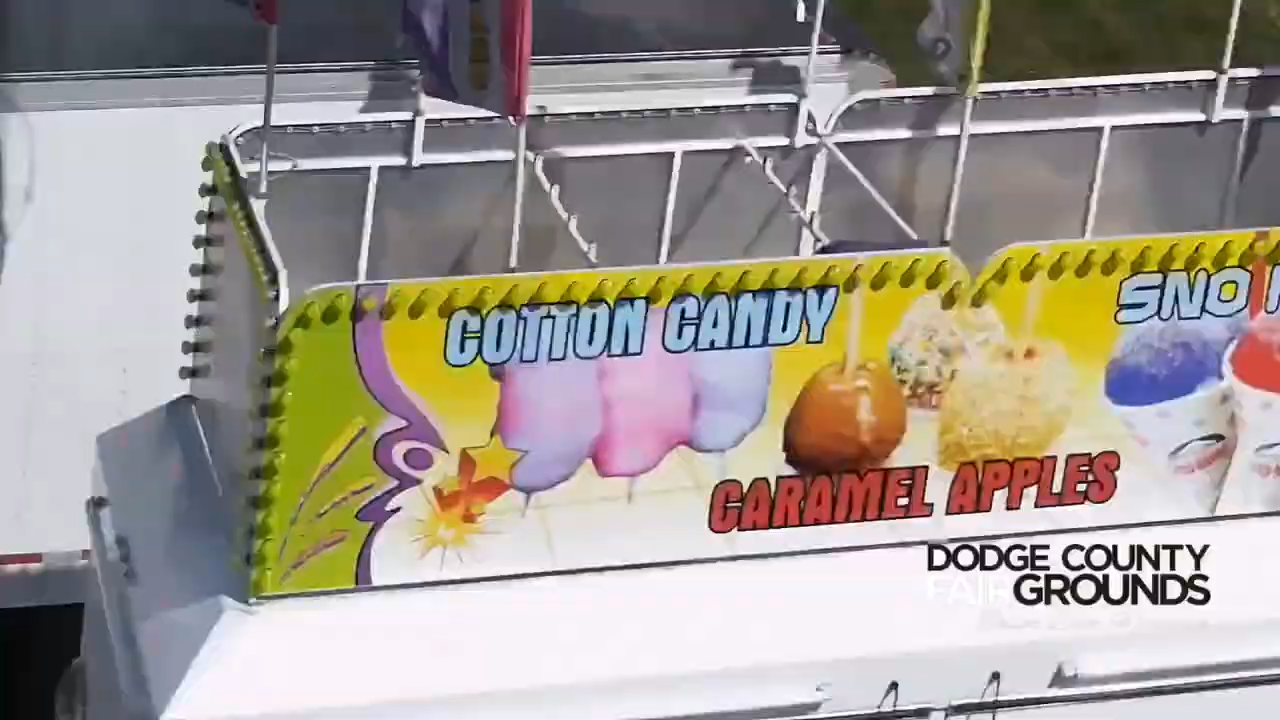 COTTON CANDY
SNO
CARAMEL APPLES
DODGE COUNTY
FAIRGROUNDS